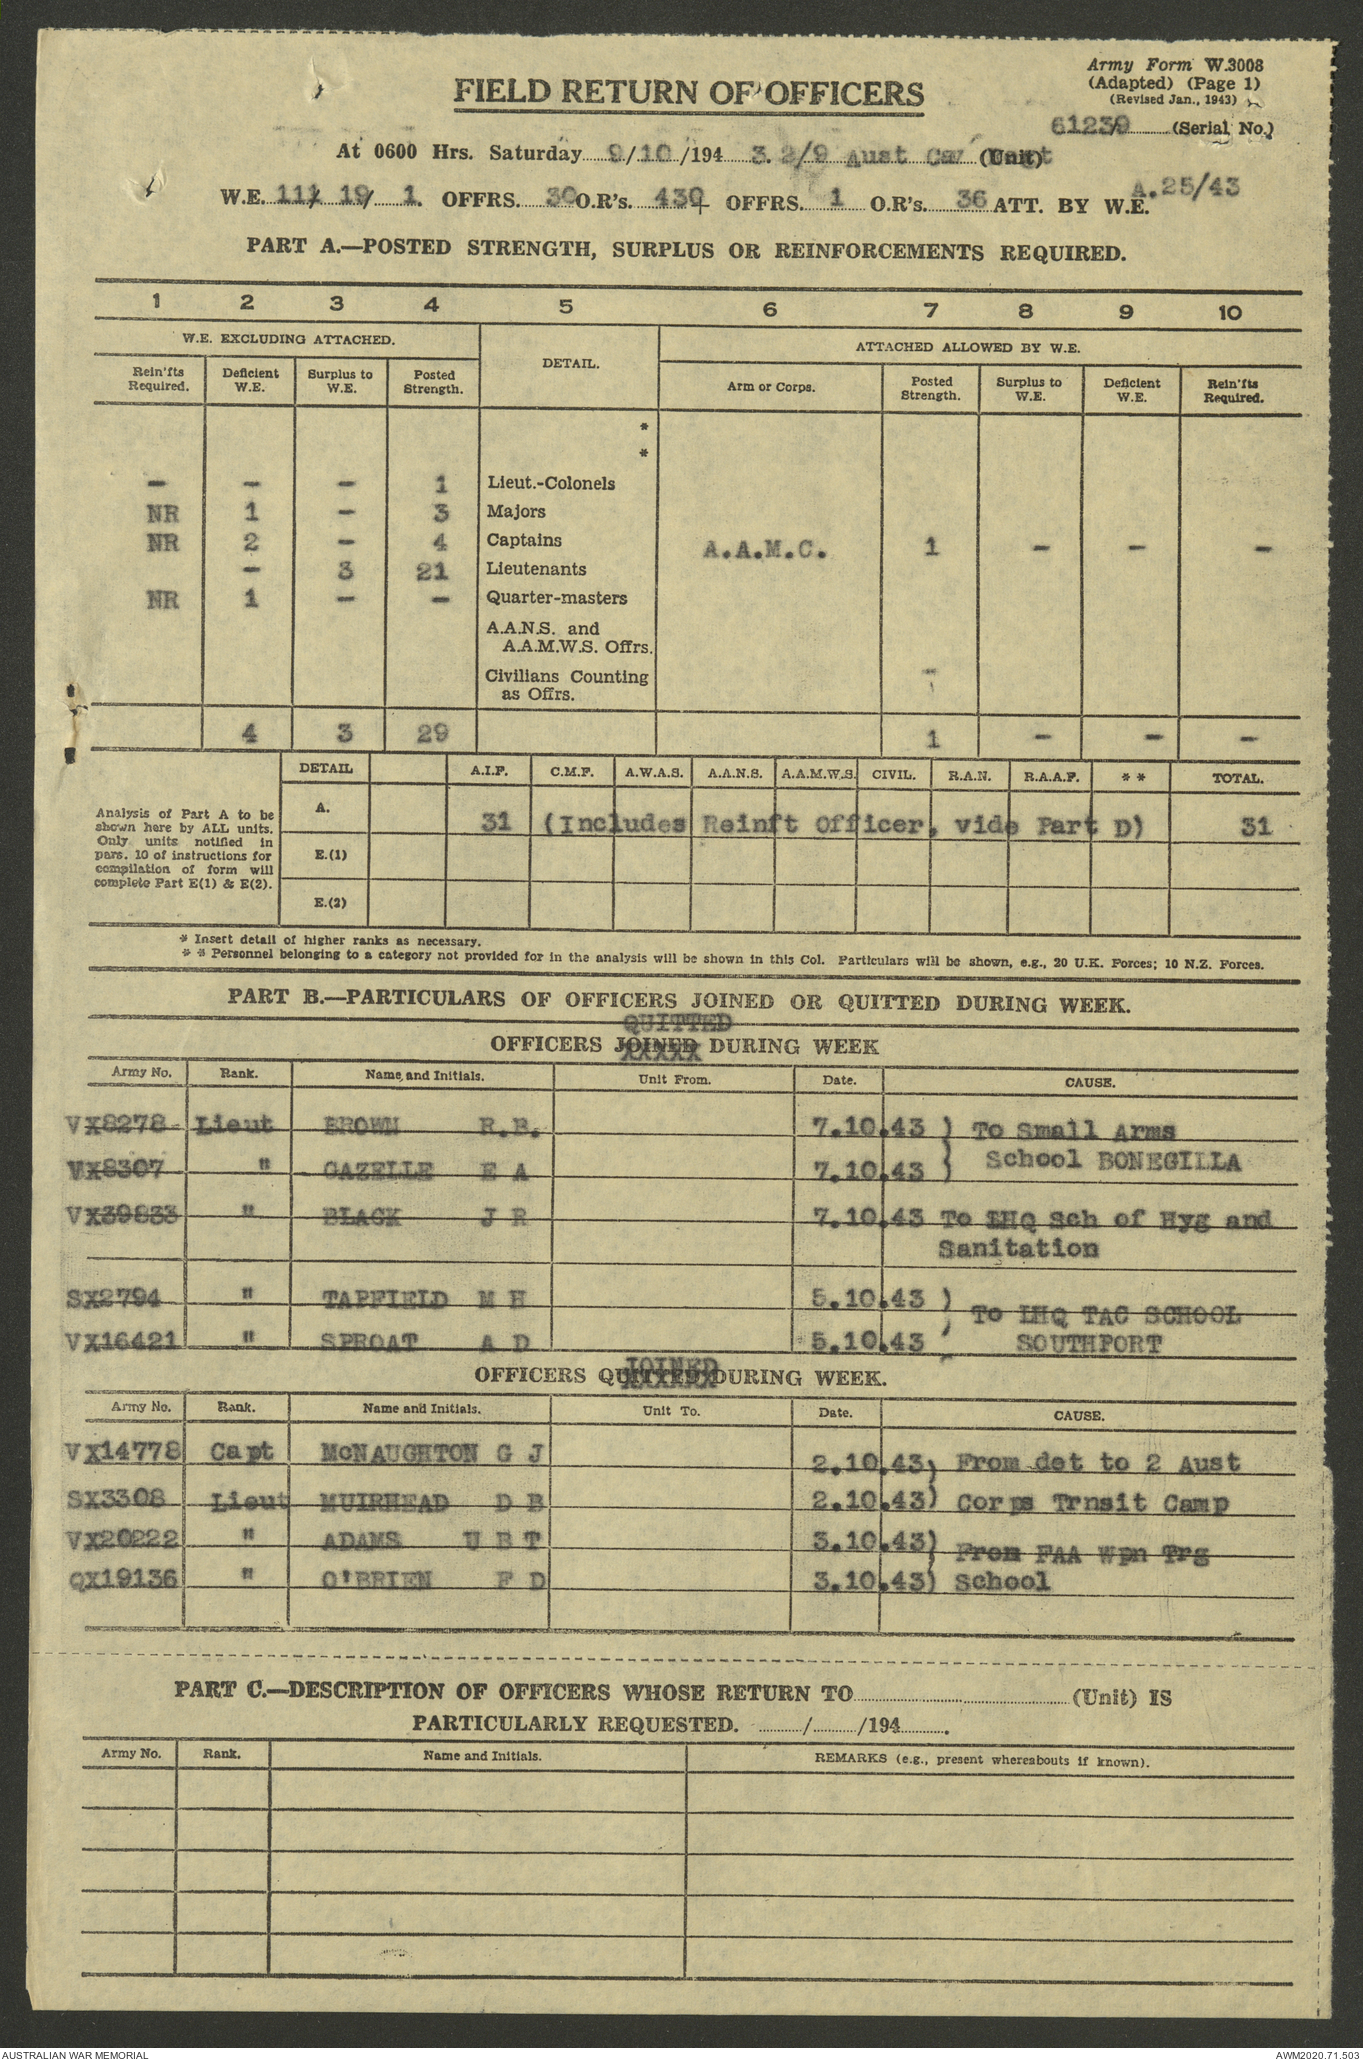 Army Form W.3008
(Adapted) (Page 1)
(Revised Jan., 1943)
FIELD RETURN OF OFFICERS
61239 (Serial No.)
At 0600 Hrs. Saturday 9/10/194 3. 2/9 Aust Cav (Unit)
W.E. 111/ 19/ 1. OFFRS. 30 O.R's. 430 + OFFRS. 1 O.R's. 36 ATT. BY W.E. A.25/43
PART A.—POSTED STRENGTH, SURPLUS OR REINFORCEMENTS REQUIRED.
1 2 3 4 5 6 7 8 9 10
W.E. EXCLUDING ATTACHED. DETAIL. ATTACHED ALLOWED BY W.E.
Rein'fts Required. Deficient W.E. Surplus to W.E. Posted Strength. Arm or Corps. Posted Strength. Surplus to W.E. Deficient W.E. Rein'fts Required.
*
*
— — — 1 Lieut.-Colonels
NR 1 — 3 Majors
NR 2 — 4 Captains A.A.M.C. 1 — — —
— 3 21 Lieutenants
NR 1 — — Quarter-masters
A.A.N.S. and
A.A.M.W.S. Offrs.
Civilians Counting
as Offrs. —
4 3 29 1 — — —
DETAIL A.I.F. C.M.F. A.W.A.S. A.A.N.S. A.A.M.W.S. CIVIL. R.A.N. R.A.A.F. * * TOTAL.
Analysis of Part A to be
shown here by ALL units.
Only units notified in
pars. 10 of instructions for
compilation of form will
complete Part E(1) & E(2).
A. 31 (Includes Reinft Officer, vide Part D) 31
E.(1)
E.(2)
* Insert detail of higher ranks as necessary.
* * Personnel belonging to a category not provided for in the analysis will be shown in this Col. Particulars will be shown, e.g., 20 U.K. Forces; 10 N.Z. Forces.
PART B.—PARTICULARS OF OFFICERS JOINED OR QUITTED DURING WEEK.
QUITTED
OFFICERS JOINED DURING WEEK
Army No. Rank. Name and Initials. Unit From. Date. CAUSE.
VX8278 Lieut BROWN R.B. 7.10.43 ) To Small Arms
VX8307 " GAZELLE E A 7.10.43 ) School BONEGILLA
VX39833 " BLACK J R 7.10.43 To LHQ Sch of Hyg and
Sanitation
SX2794 " TAPFIELD M H 5.10.43 ) To LHQ TAC SCHOOL
VX16421 " SPROAT A D 5.10.43 SOUTHPORT
JOINED
OFFICERS QUITTED DURING WEEK.
Army No. Rank. Name and Initials. Unit To. Date. CAUSE.
VX14778 Capt McNAUGHTON G J 2.10.43) From det to 2 Aust
SX3308 Lieut MUIRHEAD D B 2.10.43) Corps Trnsit Camp
VX20222 " ADAMS U B T 3.10.43) From FAA Wpn Trg
QX19136 " O'BRIEN F D 3.10.43) School
PART C.—DESCRIPTION OF OFFICERS WHOSE RETURN TO (Unit) IS
PARTICULARLY REQUESTED. / /194 .
Army No. Rank. Name and Initials. REMARKS (e.g., present whereabouts if known).
AUSTRALIAN WAR MEMORIAL AWM2020.71.503